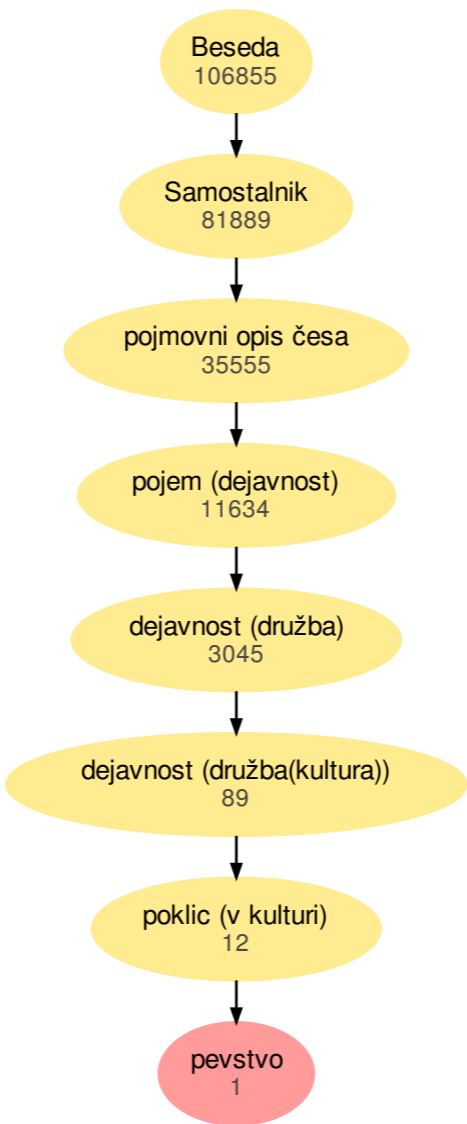 Beseda
106855
Samostalnik
81889
pojmovni opis česa
35555
pojem (dejavnost)
11634
dejavnost (družba)
3045
dejavnost (družba(kultura))
89
poklic (v kulturi)
12
pevstvo
1